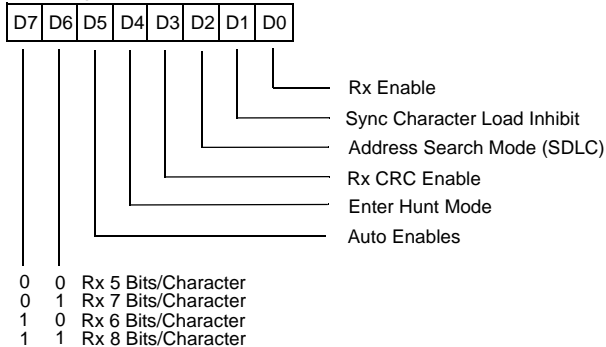 D7 D6 D5 D4 D3 D2 D1 D0
Rx Enable
Sync Character Load Inhibit
Address Search Mode (SDLC)
Rx CRC Enable
Enter Hunt Mode
Auto Enables
0 0 Rx 5 Bits/Character
0 1 Rx 7 Bits/Character
1 0 Rx 6 Bits/Character
1 1 Rx 8 Bits/Character